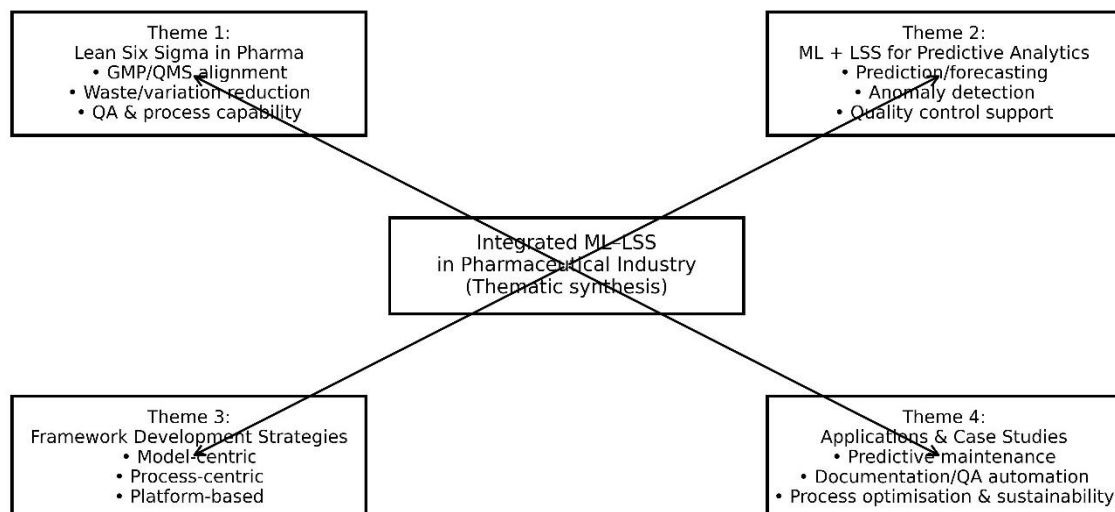 Theme 1:
Lean Six Sigma in Pharma
• GMP/QMS alignment
• Waste/variation reduction
• QA & process capability
Theme 2:
ML + LSS for Predictive Analytics
• Prediction/forecasting
• Anomaly detection
• Quality control support
Integrated ML–LSS
in Pharmaceutical Industry
(Thematic synthesis)
Theme 3:
Framework Development Strategies
• Model-centric
• Process-centric
• Platform-based
Theme 4:
Applications & Case Studies
• Predictive maintenance
• Documentation/QA automation
• Process optimisation & sustainability